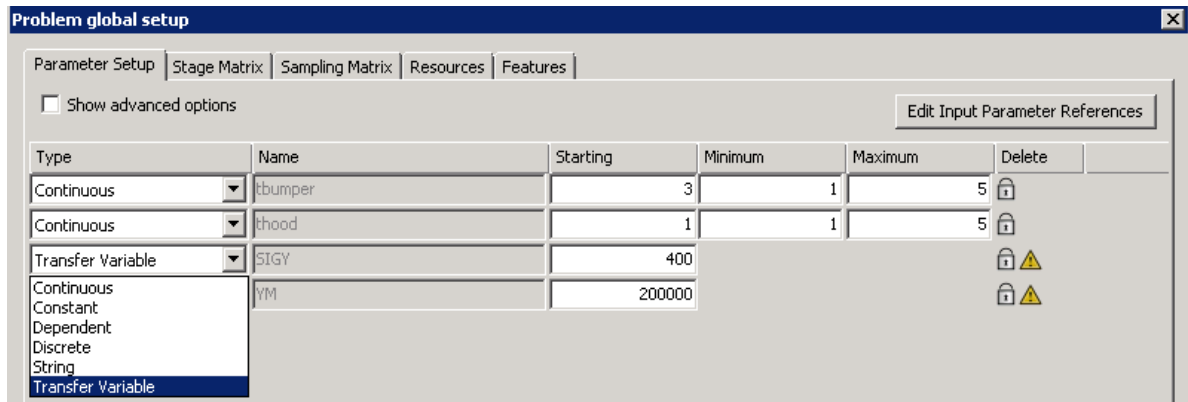 Problem global setup
Parameter Setup Stage Matrix Sampling Matrix Resources Features
Show advanced options Edit Input Parameter References
Type Name Starting Minimum Maximum Delete
Continuous tbumper 3 1 5
Continuous thood 1 1 5
Transfer Variable SIGY 400
Continuous YM 200000
Constant
Dependent
Discrete
String
Transfer Variable